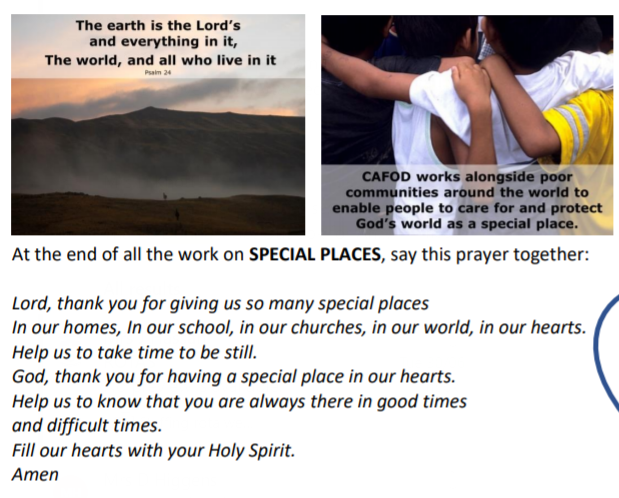 The earth is the Lord's
and everything in it,
The world, and all who live in it
Psalm 24
CAFOD works alongside poor
communities around the world to
enable people to care for and protect
God's world as a special place.
At the end of all the work on SPECIAL PLACES, say this prayer together:
Lord, thank you for giving us so many special places
In our homes, In our school, in our churches, in our world, in our hearts.
Help us to take time to be still.
God, thank you for having a special place in our hearts.
Help us to know that you are always there in good times
and difficult times.
Fill our hearts with your Holy Spirit.
Amen